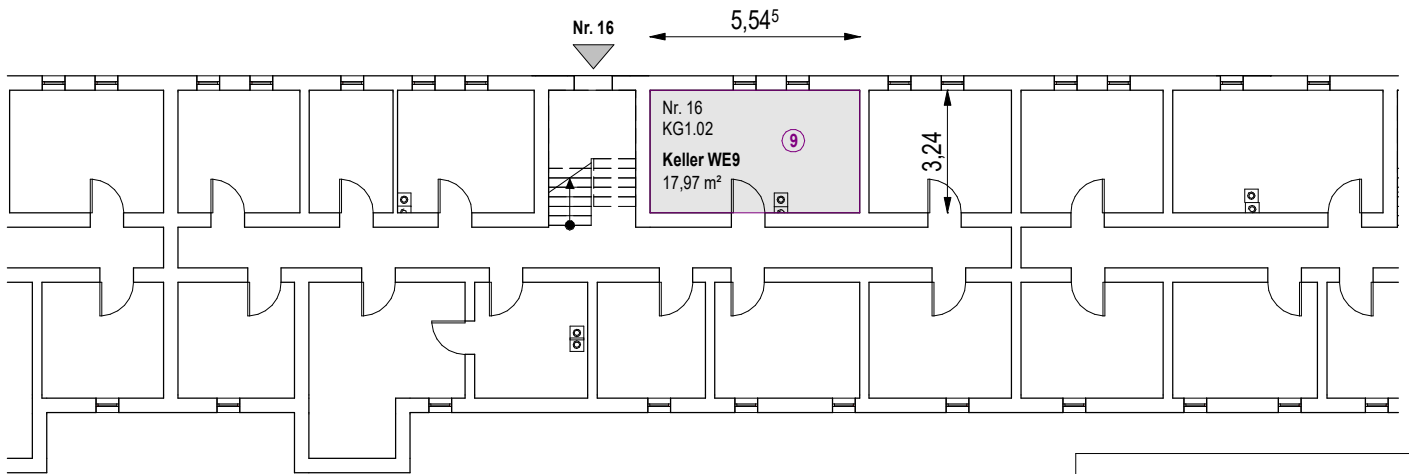 Nr. 16
5,54⁵
Nr. 16
KG1.02
Keller WE9
17,97 m²
9
3,24